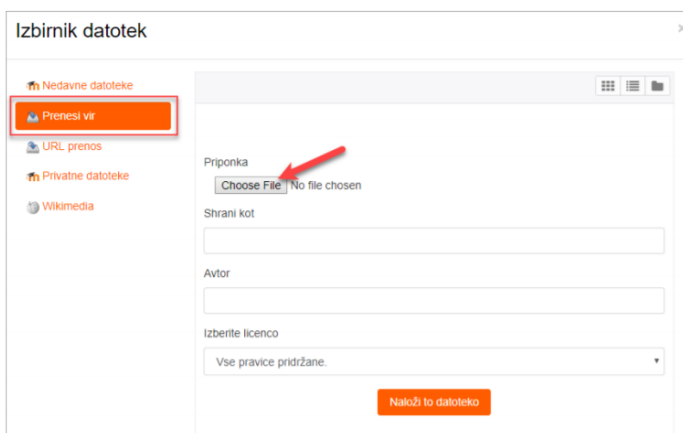 Izbirnik datotek
×
Nedavne datoteke
Prenesi vir
URL prenos
Privatne datoteke
Wikimedia
Priponka
Choose File No file chosen
Shrani kot
Avtor
Izberite licenco
Vse pravice pridržane.
Naloži to datoteko